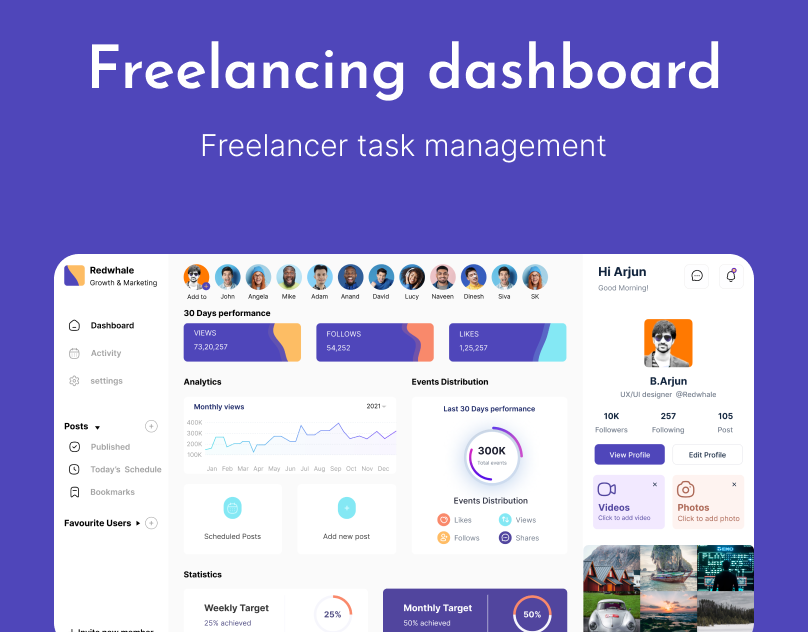 Freelancing dashboard
Freelancer task management
Redwhale
Growth & Marketing
Dashboard
Activity
settings
Posts
Published
Today's Schedule
Bookmarks
Favourite Users
Add to
John
Angela
Mike
Adam
Anand
David
Lucy
Naveen
Dinesh
Siva
SK
30 Days performance
VIEWS
73,20,257
FOLLOWS
54,252
LIKES
1,25,257
Analytics
Monthly views
2021
400K
300K
200K
100K
Jan Feb Mar Apr May Jun Jul Aug Sep Oct Nov Dec
Scheduled Posts
Add new post
Events Distribution
Last 30 Days performance
300K
Total events
Events Distribution
Likes
Views
Follows
Shares
Statistics
Weekly Target
25% achieved
25%
Monthly Target
50% achieved
50%
Hi Arjun
Good Morning!
B.Arjun
UX/UI designer @Redwhale
10K
Followers
257
Following
105
Post
View Profile
Edit Profile
Videos
Click to add video
Photos
Click to add photo